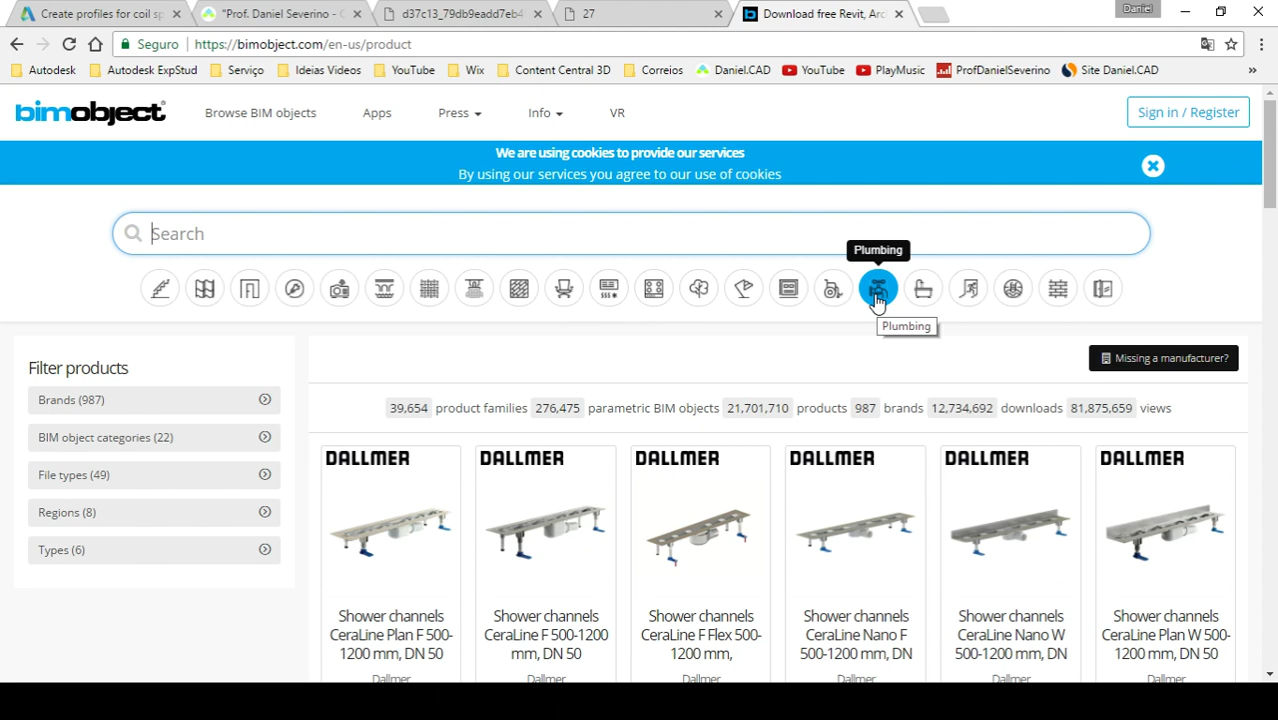 Create profiles for coil sp
"Prof. Daniel Severino - C
d37c13_79db9eadd7eb4
27
Download free Revit, Arc
Daniel
Seguro
https://bimobject.com/en-us/product
Autodesk
Autodesk ExpStud
Serviço
Ideias Videos
YouTube
Wix
Content Central 3D
Correios
Daniel.CAD
YouTube
PlayMusic
ProfDanielSeverino
Site Daniel.CAD
bimobject
Browse BIM objects
Apps
Press
Info
VR
Sign in / Register
We are using cookies to provide our services
By using our services you agree to our use of cookies
Search
Plumbing
Plumbing
Filter products
Brands (987)
BIM object categories (22)
File types (49)
Regions (8)
Types (6)
Missing a manufacturer?
39,654 product families 276,475 parametric BIM objects 21,701,710 products 987 brands 12,734,692 downloads 81,875,659 views
DALLMER
Shower channels
CeraLine Plan F 500-
1200 mm, DN 50
Dallmer
DALLMER
Shower channels
CeraLine F 500-1200
mm, DN 50
Dallmer
DALLMER
Shower channels
CeraLine F Flex 500-
1200 mm,
Dallmer
DALLMER
Shower channels
CeraLine Nano F
500-1200 mm, DN
Dallmer
DALLMER
Shower channels
CeraLine Nano W
500-1200 mm, DN
Dallmer
DALLMER
Shower channels
CeraLine Plan W 500-
1200 mm, DN 50
Dallmer